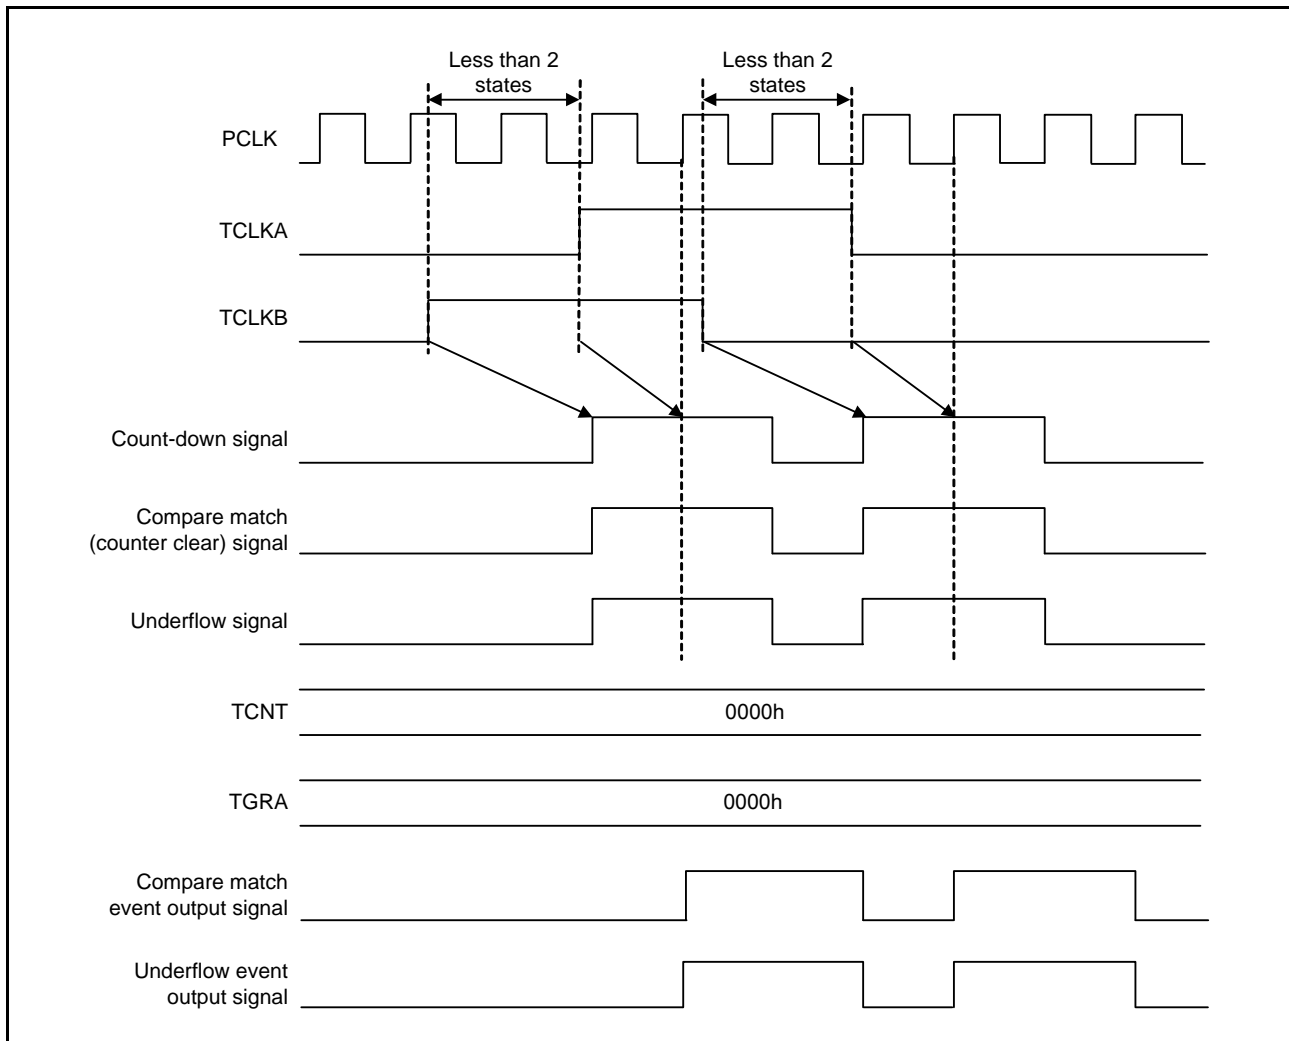 Less than 2
states
Less than 2
states
PCLK
TCLKA
TCLKB
Count-down signal
Compare match
(counter clear) signal
Underflow signal
TCNT
0000h
TGRA
0000h
Compare match
event output signal
Underflow event
output signal